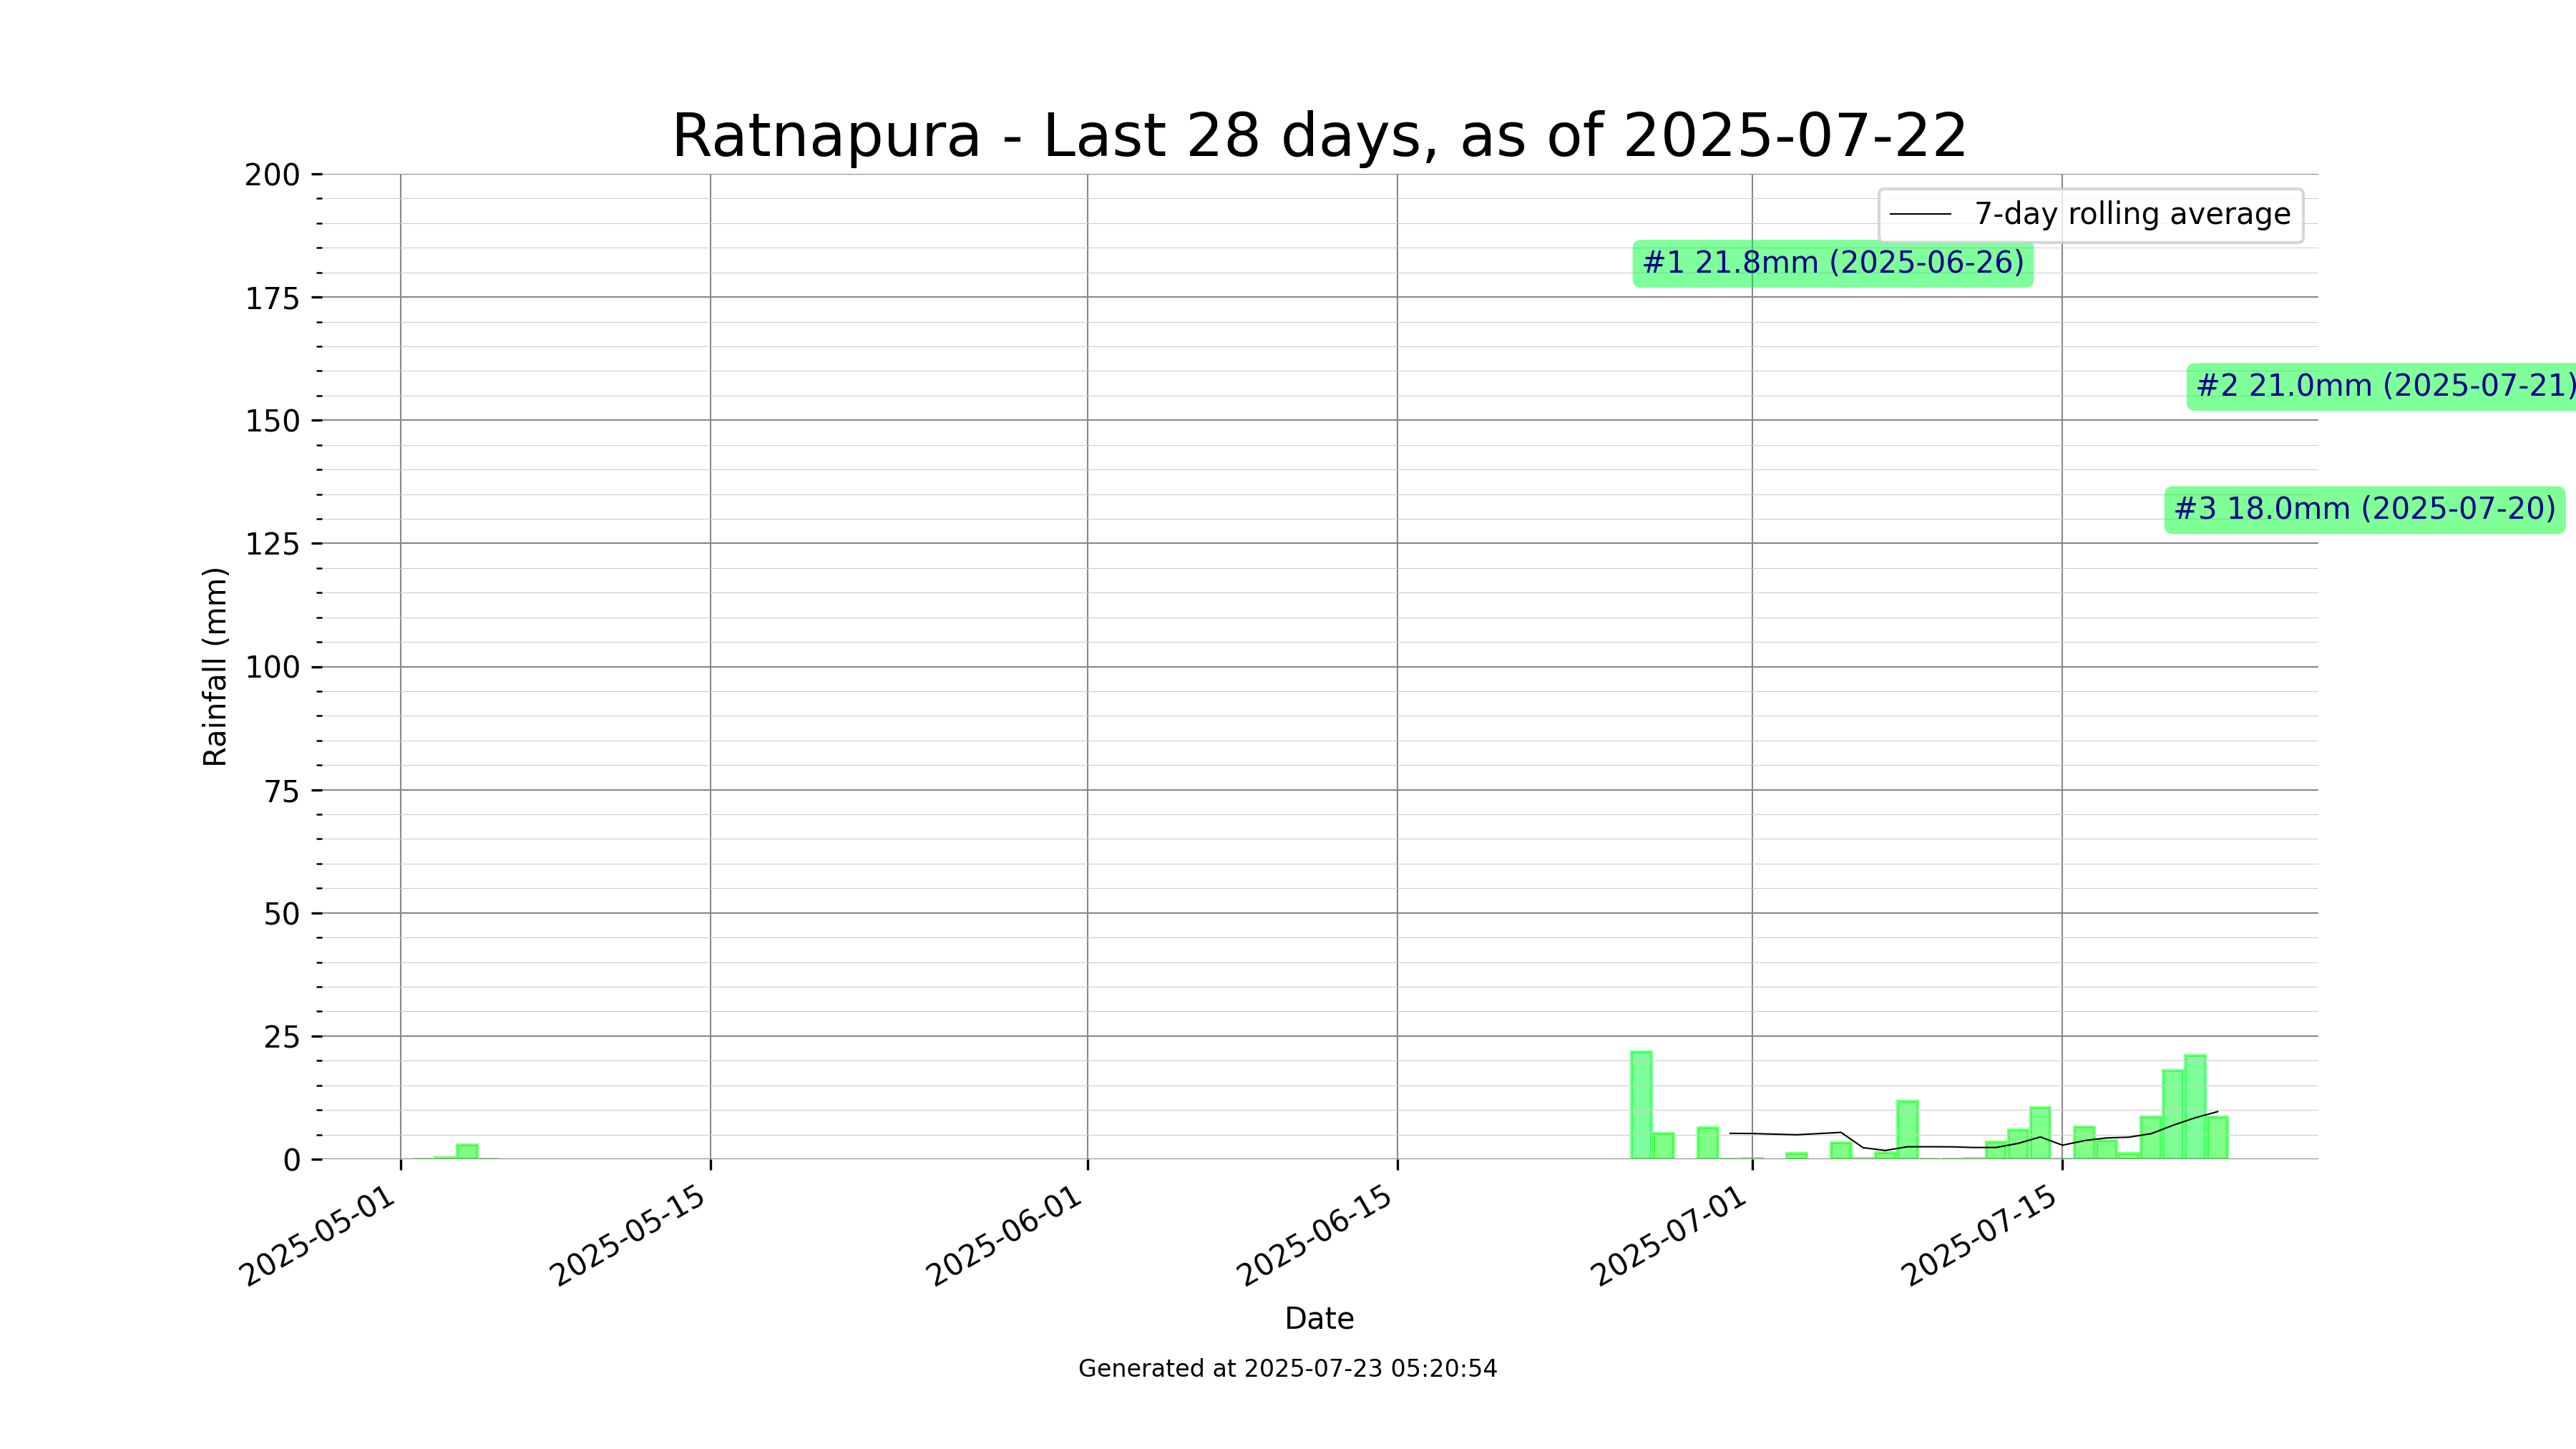 Ratnapura - Last 28 days, as of 2025-07-22
200
175
150
125
100
75
50
25
0
Rainfall (mm)
7-day rolling average
#1 21.8mm (2025-06-26)
#2 21.0mm (2025-07-21)
#3 18.0mm (2025-07-20)
2025-05-01
2025-05-15
2025-06-01
2025-06-15
2025-07-01
2025-07-15
Date
Generated at 2025-07-23 05:20:54